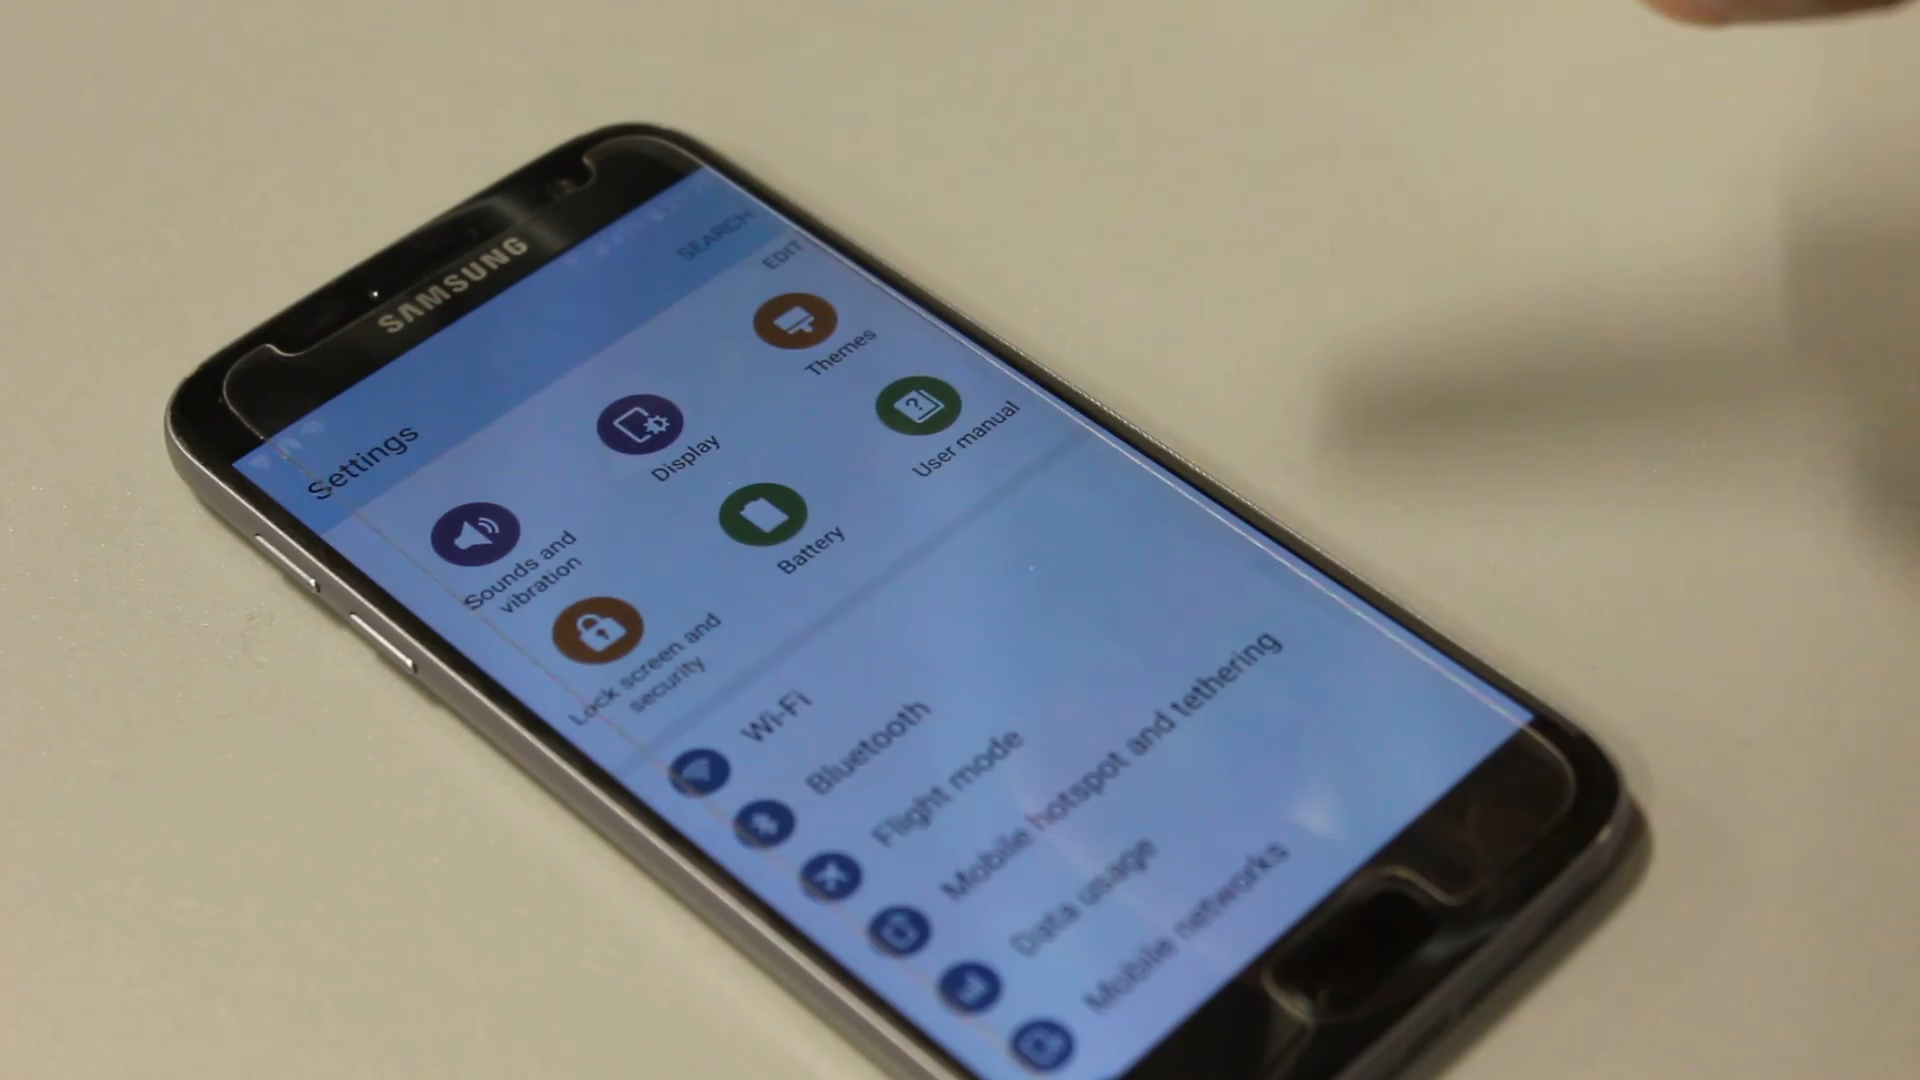 SAMSUNG
SEARCH
Settings
EDIT
Sounds and
vibration
Display
Themes
Lock screen and
security
Battery
User manual
Wi-Fi
Bluetooth
Flight mode
Mobile hotspot and tethering
Data usage
Mobile networks